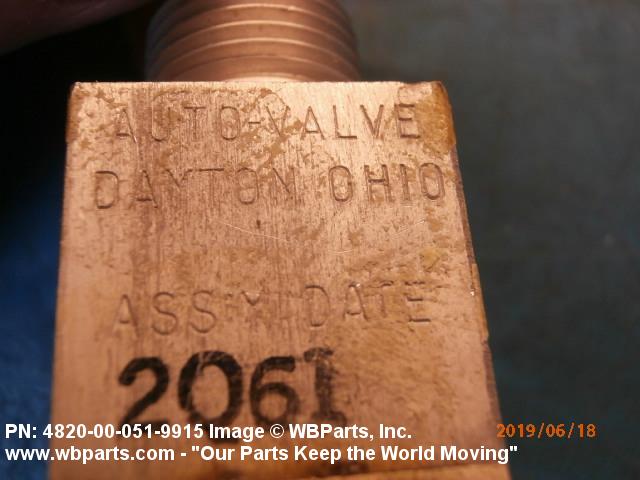 AUTO-VALVE
DAYTON OHIO
ASS'Y. DATE
2061
PN: 4820-00-051-9915 Image © WBParts, Inc.
2019/06/18
www.wbparts.com - "Our Parts Keep the World Moving"